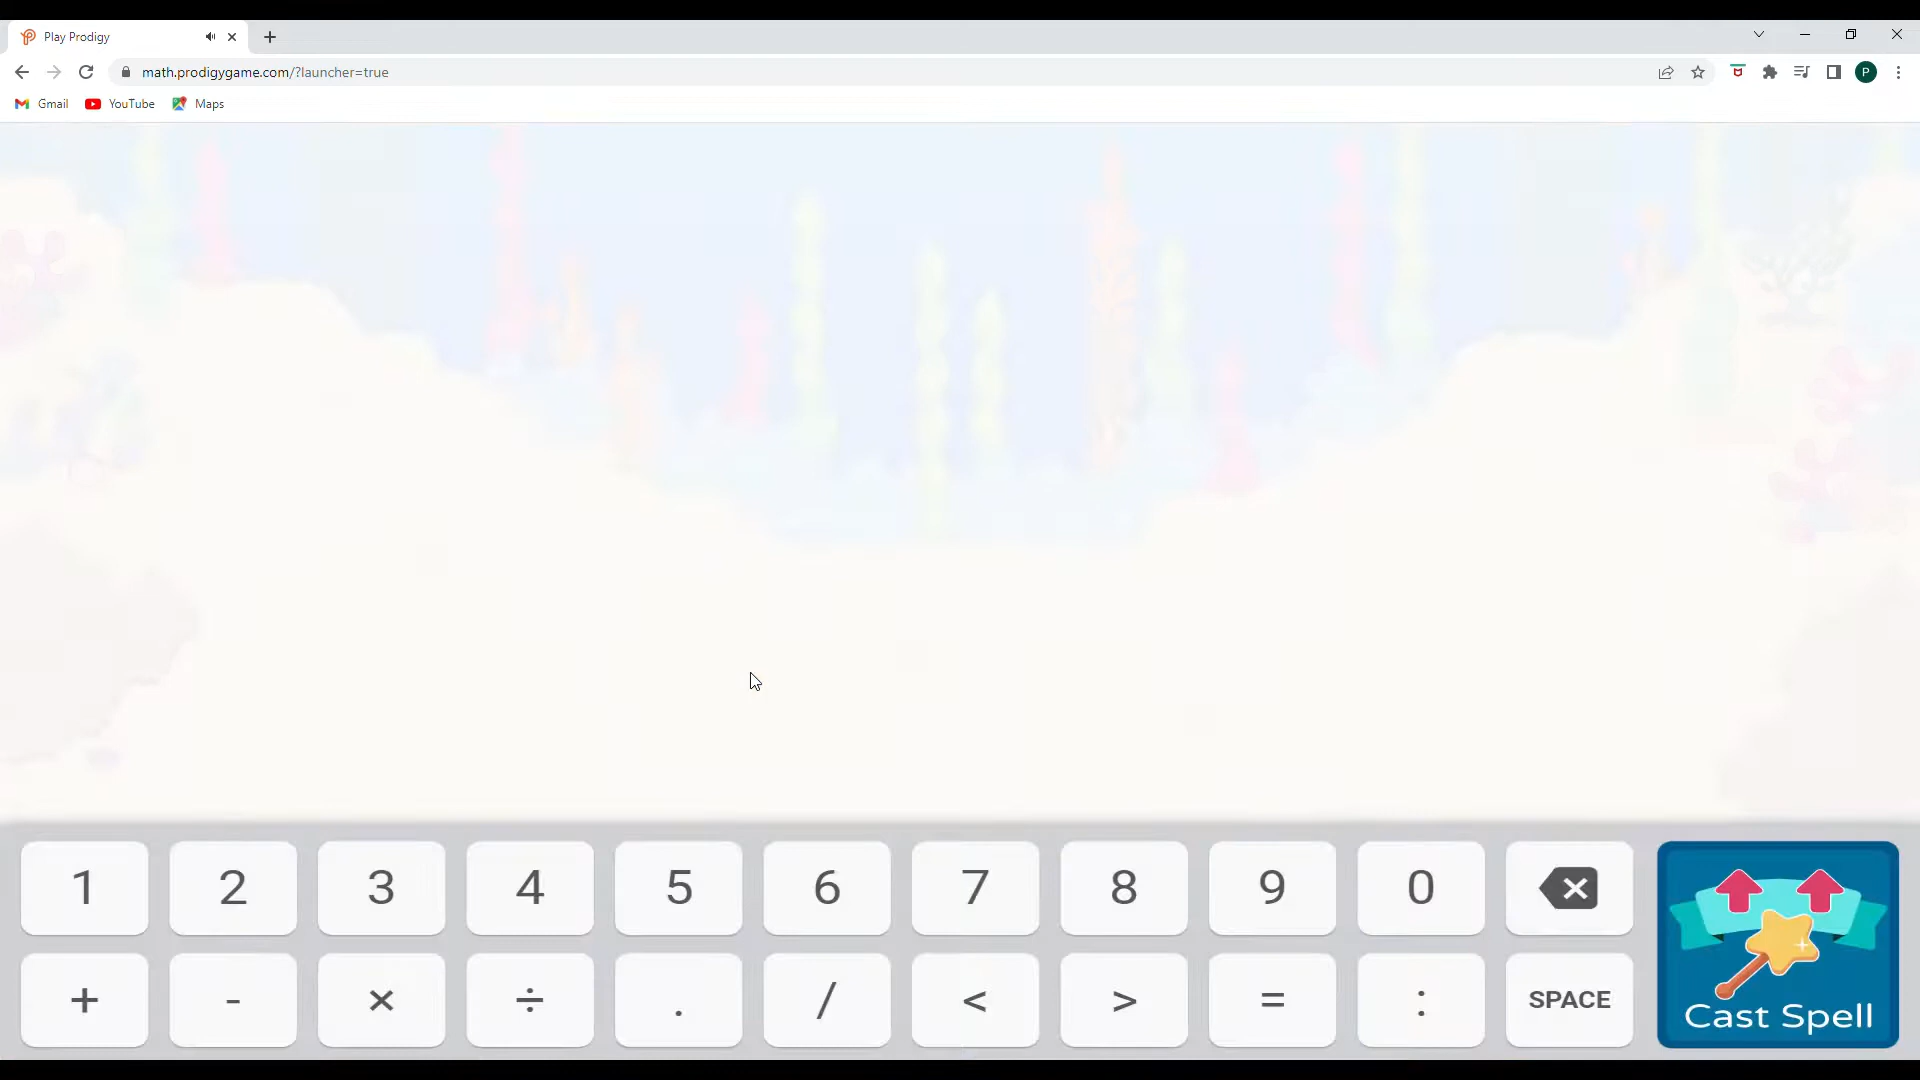 Play Prodigy
math.prodigygame.com/?launcher=true
P
Gmail YouTube Maps
1 2 3 4 5 6 7 8 9 0
+ - × ÷ . / < > = : SPACE
Cast Spell